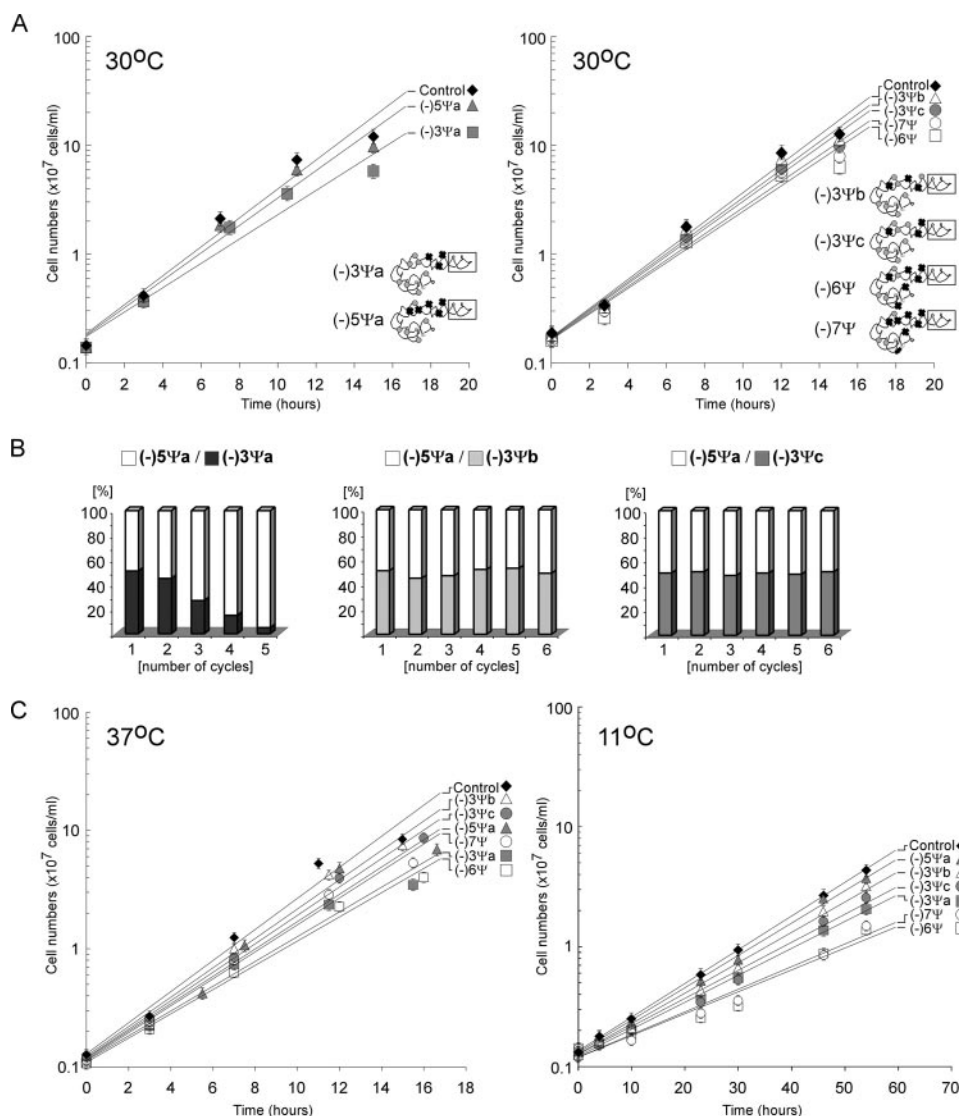 A
30°C
Cell numbers (x10⁷ cells/ml)
100
10
1
0.1
0 2 4 6 8 10 12 14 16 18 20
Time (hours)
Control
(-)5Ψa
(-)3Ψa
(-)3Ψa
(-)5Ψa
30°C
Cell numbers (x10⁷ cells/ml)
100
10
1
0.1
0 2 4 6 8 10 12 14 16 18 20
Time (hours)
Control
(-)3Ψb
(-)3Ψc
(-)7Ψ
(-)6Ψ
(-)3Ψb
(-)3Ψc
(-)6Ψ
(-)7Ψ
B
(-)5Ψa / (-)3Ψa
[%]
100
80
60
40
20
1 2 3 4 5
[number of cycles]
(-)5Ψa / (-)3Ψb
[%]
100
80
60
40
20
1 2 3 4 5 6
[number of cycles]
(-)5Ψa / (-)3Ψc
[%]
100
80
60
40
20
1 2 3 4 5 6
[number of cycles]
C
37°C
Cell numbers (x10⁷ cells/ml)
100
10
1
0.1
0 2 4 6 8 10 12 14 16 18
Time (hours)
Control
(-)3Ψb
(-)3Ψc
(-)5Ψa
(-)7Ψ
(-)3Ψa
(-)6Ψ
11°C
Cell numbers (x10⁷ cells/ml)
100
10
1
0.1
0 10 20 30 40 50 60 70
Time (hours)
Control
(-)5Ψa
(-)3Ψb
(-)3Ψc
(-)3Ψa
(-)7Ψ
(-)6Ψ